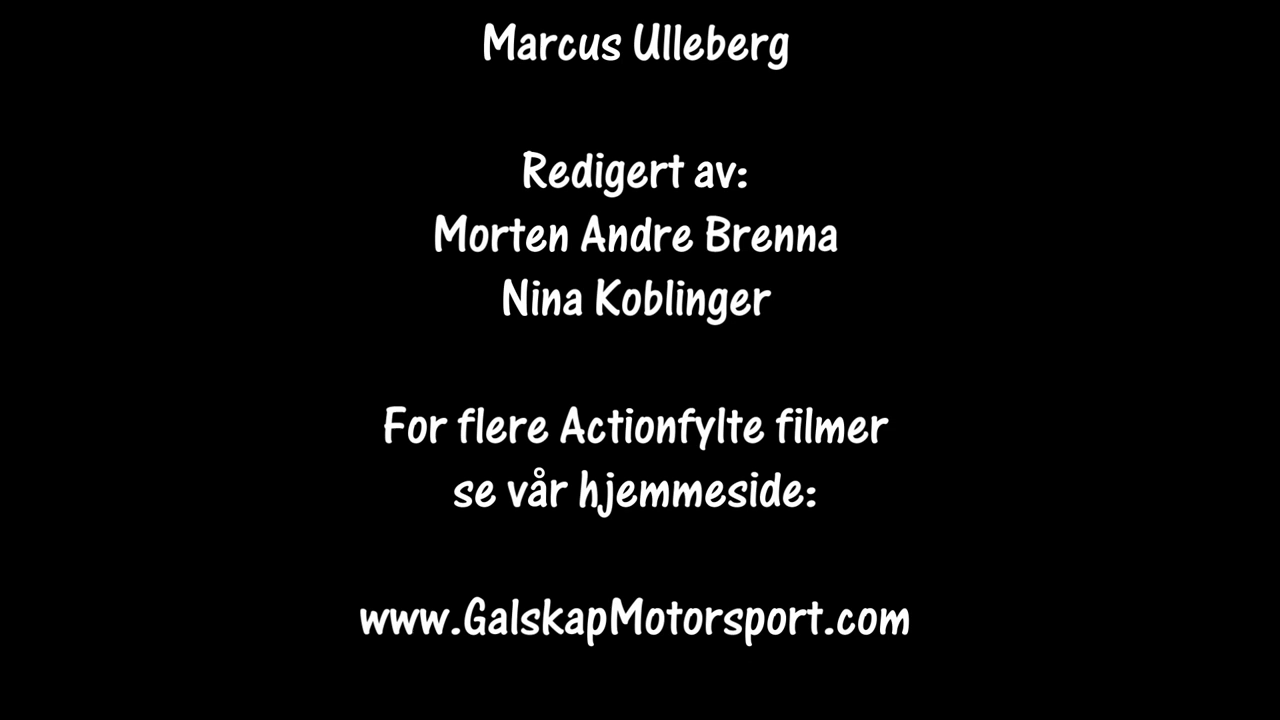 Marcus Ulleberg
Redigert av:
Morten Andre Brenna
Nina Koblinger
For flere Actionfylte filmer
se vår hjemmeside:
www.GalskapMotorsport.com